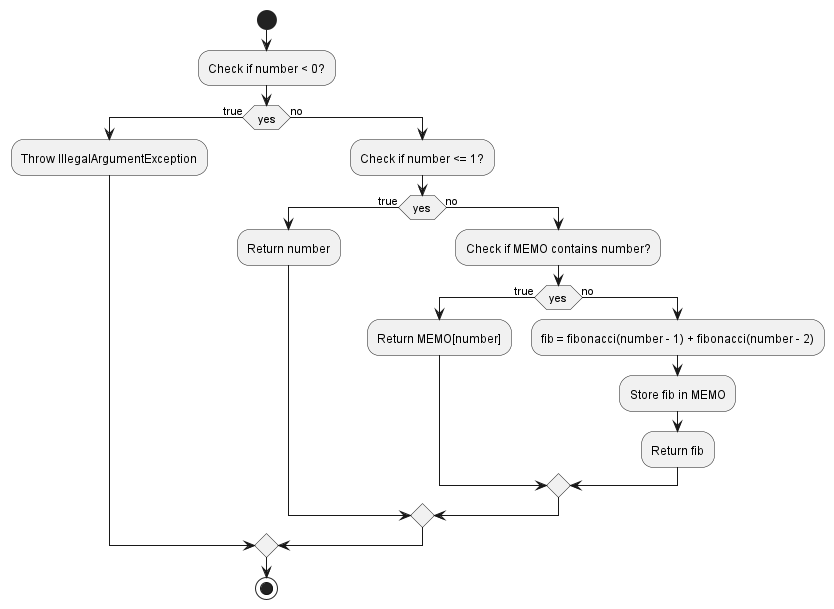 Check if number < 0?
true yes no
Throw IllegalArgumentException
Check if number <= 1?
true yes no
Return number
Check if MEMO contains number?
true yes no
Return MEMO[number]
fib = fibonacci(number - 1) + fibonacci(number - 2)
Store fib in MEMO
Return fib